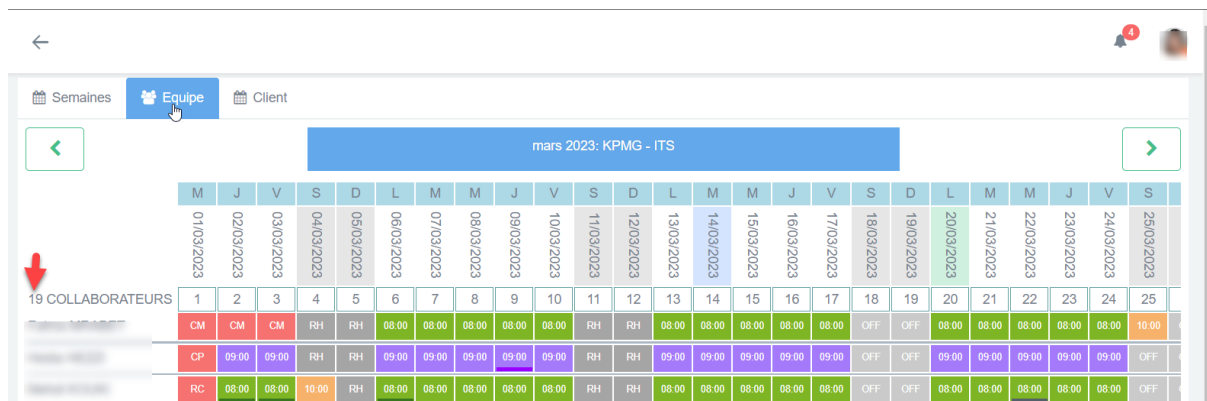 4
Semaines Equipe Client
mars 2023: KPMG - ITS
M J V S D L M M J V S D L M M J V S D L M M J V S
01/03/2023 02/03/2023 03/03/2023 04/03/2023 05/03/2023 06/03/2023 07/03/2023 08/03/2023 09/03/2023 10/03/2023 11/03/2023 12/03/2023 13/03/2023 14/03/2023 15/03/2023 16/03/2023 17/03/2023 18/03/2023 19/03/2023 20/03/2023 21/03/2023 22/03/2023 23/03/2023 24/03/2023 25/03/2023
19 COLLABORATEURS 1 2 3 4 5 6 7 8 9 10 11 12 13 14 15 16 17 18 19 20 21 22 23 24 25
CM CM CM RH RH 08:00 08:00 08:00 08:00 08:00 RH RH 08:00 08:00 08:00 08:00 08:00 OFF OFF 08:00 08:00 08:00 08:00 08:00 10:00
CP 09:00 09:00 RH RH 09:00 09:00 09:00 09:00 09:00 RH RH 09:00 09:00 09:00 09:00 09:00 OFF OFF 09:00 09:00 09:00 09:00 09:00 OFF
RC 08:00 08:00 10:00 RH 08:00 08:00 08:00 08:00 08:00 RH RH 08:00 08:00 08:00 08:00 08:00 OFF OFF 08:00 08:00 08:00 08:00 08:00 OFF